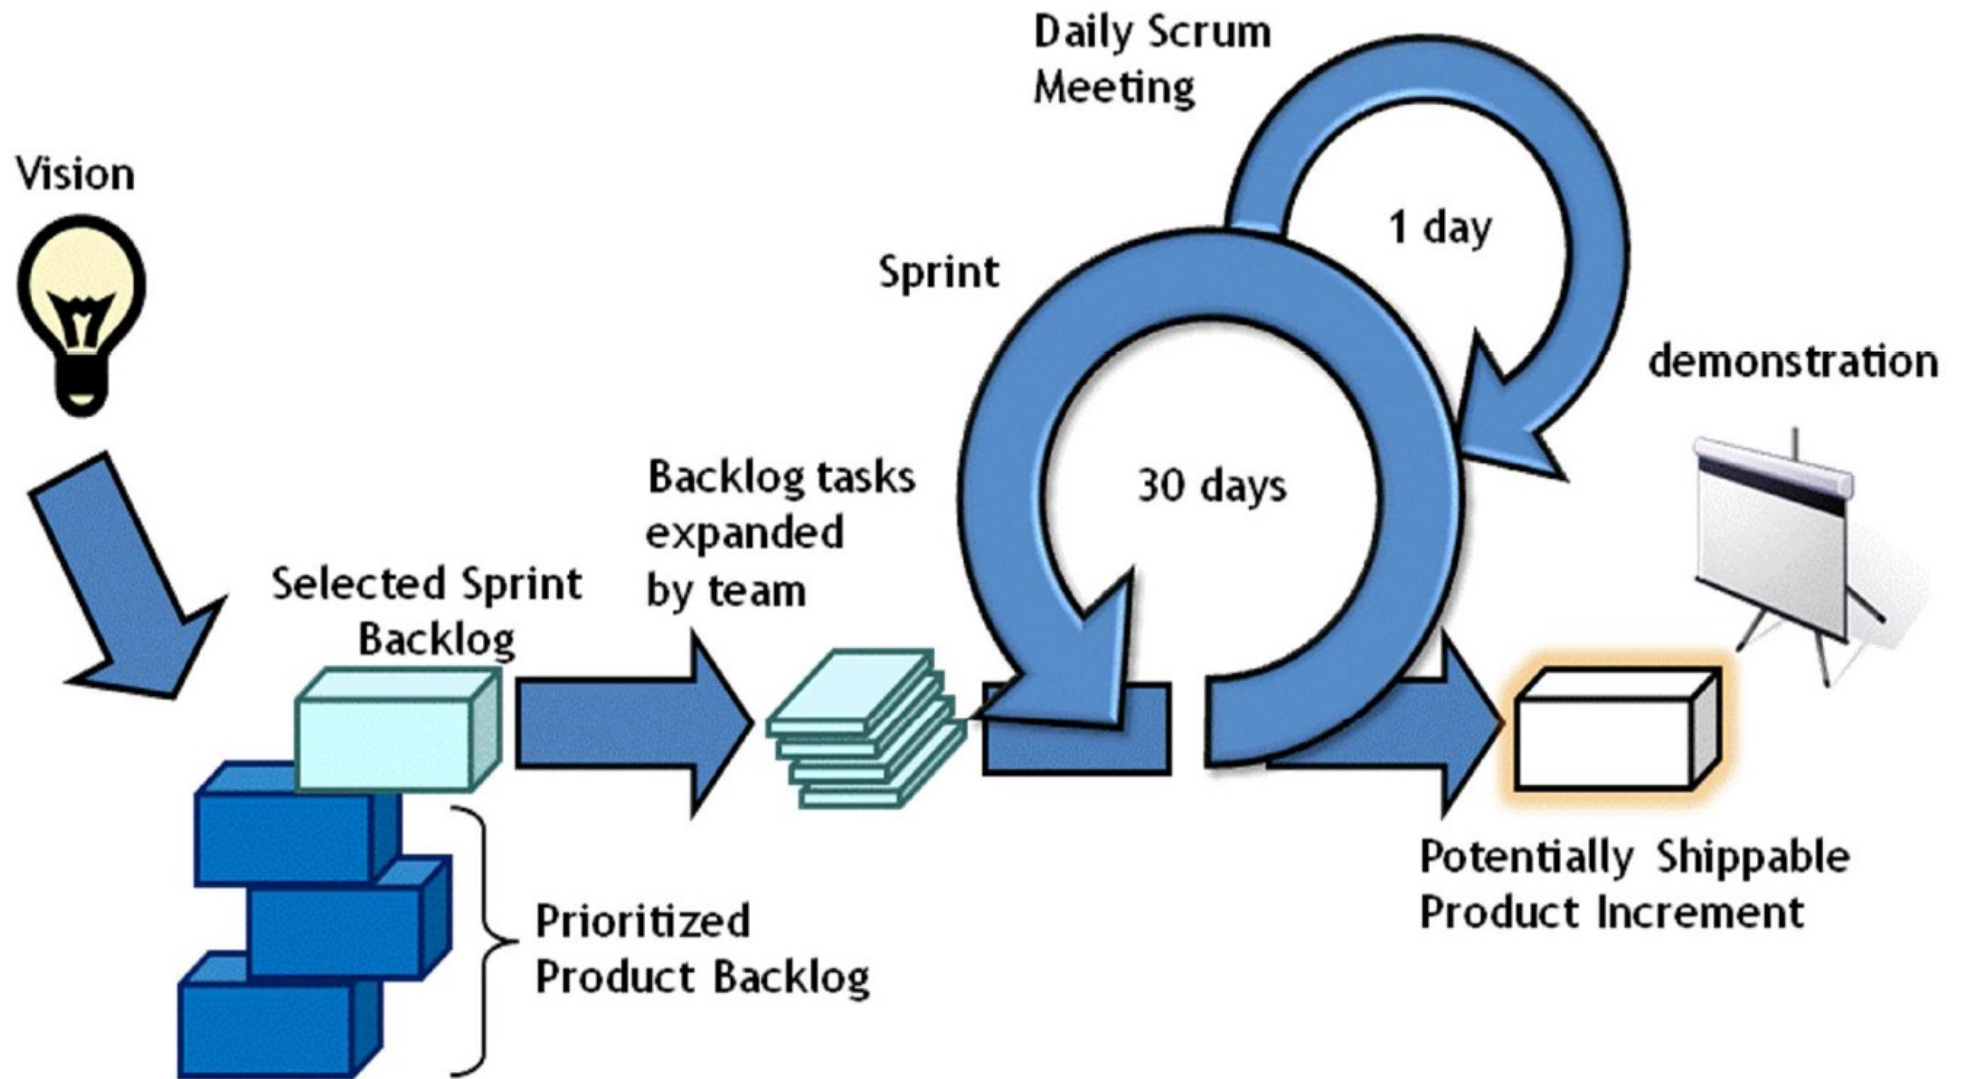 Daily Scrum
Meeting
Vision
1 day
Sprint
demonstration
Backlog tasks
expanded
by team
30 days
Selected Sprint
Backlog
Potentially Shippable
Product Increment
Prioritized
Product Backlog